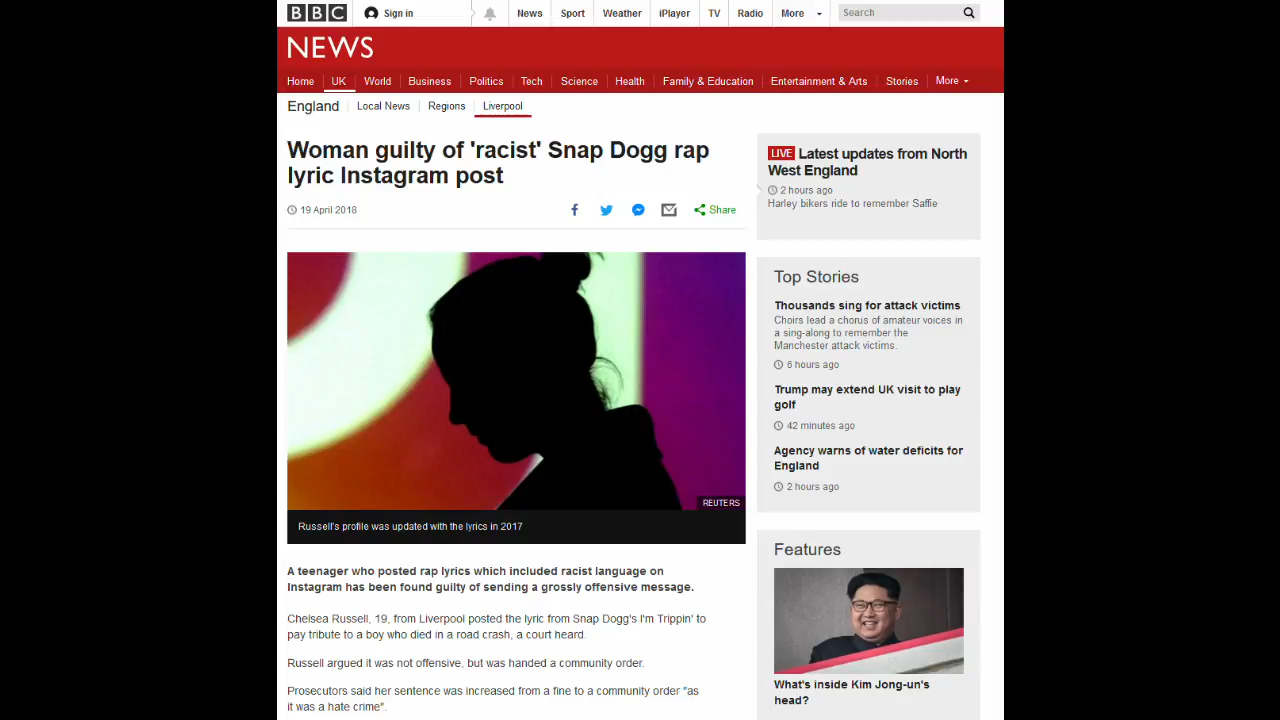 BBC Sign in News Sport Weather iPlayer TV Radio More Search
NEWS
Home UK World Business Politics Tech Science Health Family & Education Entertainment & Arts Stories More
England Local News Regions Liverpool
Woman guilty of 'racist' Snap Dogg rap
lyric Instagram post
19 April 2018
Share
REUTERS
Russell's profile was updated with the lyrics in 2017
A teenager who posted rap lyrics which included racist language on
Instagram has been found guilty of sending a grossly offensive message.
Chelsea Russell, 19, from Liverpool posted the lyric from Snap Dogg's I'm Trippin' to
pay tribute to a boy who died in a road crash, a court heard.
Russell argued it was not offensive, but was handed a community order.
Prosecutors said her sentence was increased from a fine to a community order "as
it was a hate crime".
LIVE Latest updates from North
West England
2 hours ago
Harley bikers ride to remember Saffie
Top Stories
Thousands sing for attack victims
Choirs lead a chorus of amateur voices in
a sing-along to remember the
Manchester attack victims.
6 hours ago
Trump may extend UK visit to play
golf
42 minutes ago
Agency warns of water deficits for
England
2 hours ago
Features
What's inside Kim Jong-un's
head?